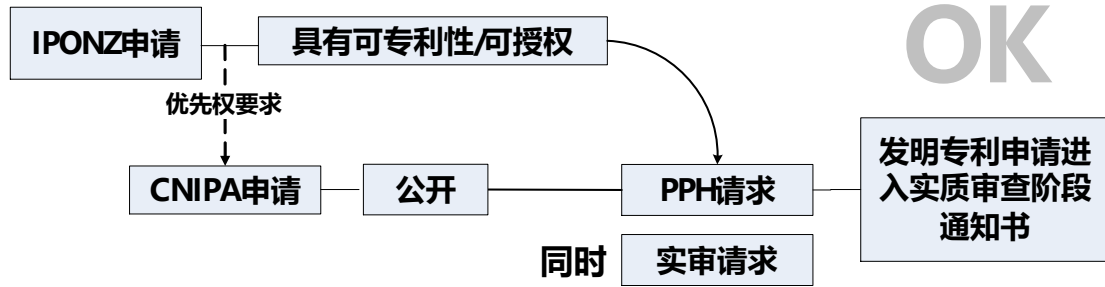 IPONZ申请
具有可专利性/可授权
OK
优先权要求
CNIPA申请
公开
PPH请求
发明专利申请进
入实质审查阶段
通知书
同时
实审请求